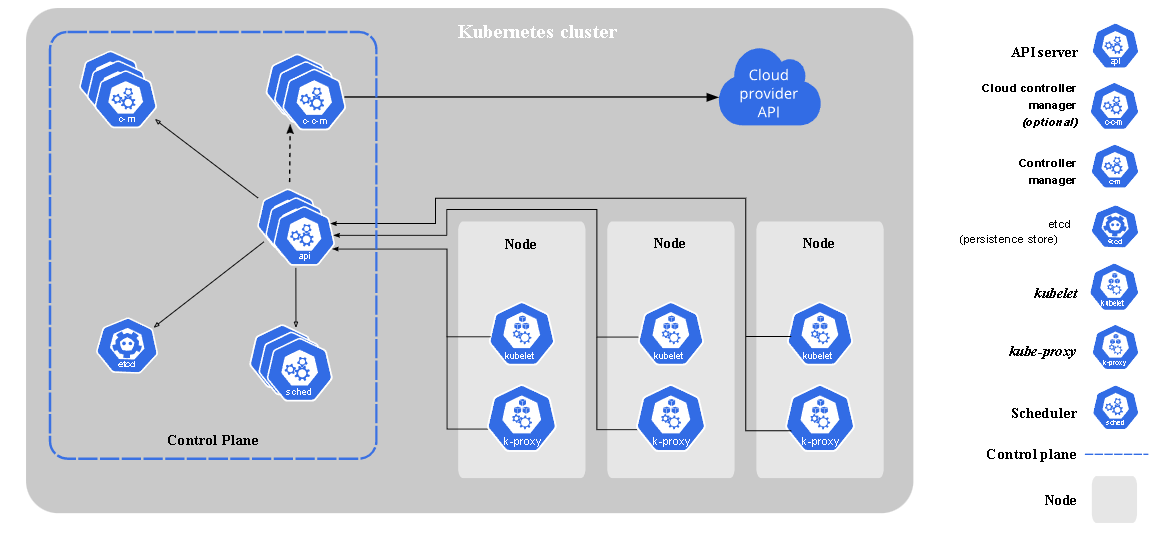 Kubernetes cluster
c-m
c-c-m
Cloud
provider
API
api
etcd
sched
Control Plane
Node
kubelet
k-proxy
Node
kubelet
k-proxy
Node
kubelet
k-proxy
API server
api
Cloud controller
manager
(optional)
c-c-m
Controller
manager
c-m
etcd
(persistence store)
etcd
kubelet
kubelet
kube-proxy
k-proxy
Scheduler
sched
Control plane
Node